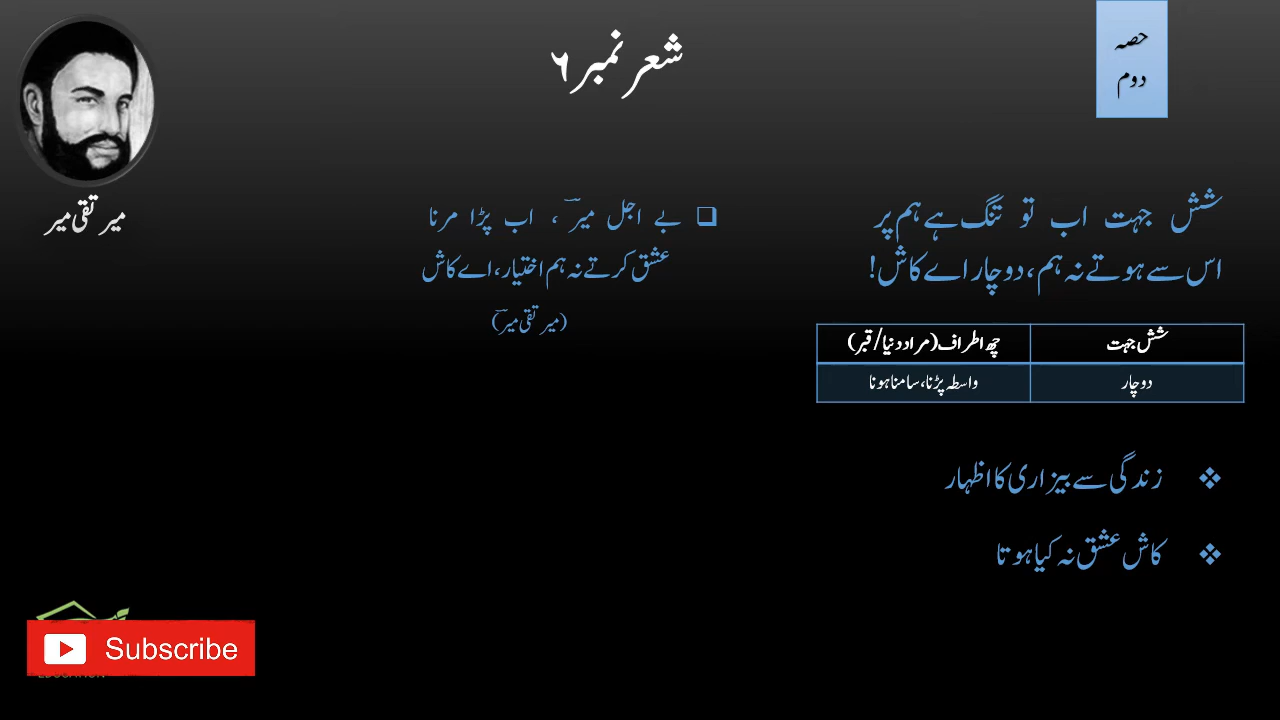 حصہ
دوم
شعر نمبر ۶
میر تقی میر
شش جہت اب تو تنگ ہے ہم پر
اس سے ہوتے نہ ہم، دوچار اے کاش!
شش جہت چھ اطراف (مراد دنیا/قبر)
دوچار واسطہ پڑنا، سامنا ہونا
❖ زندگی سے بیزاری کا اظہار
❖ کاش عشق نہ کیا ہوتا
❑ بے اجل میرؔ، اب پڑا مرنا
عشق کرتے نہ ہم اختیار، اے کاش
(میر تقی میرؔ)
Subscribe